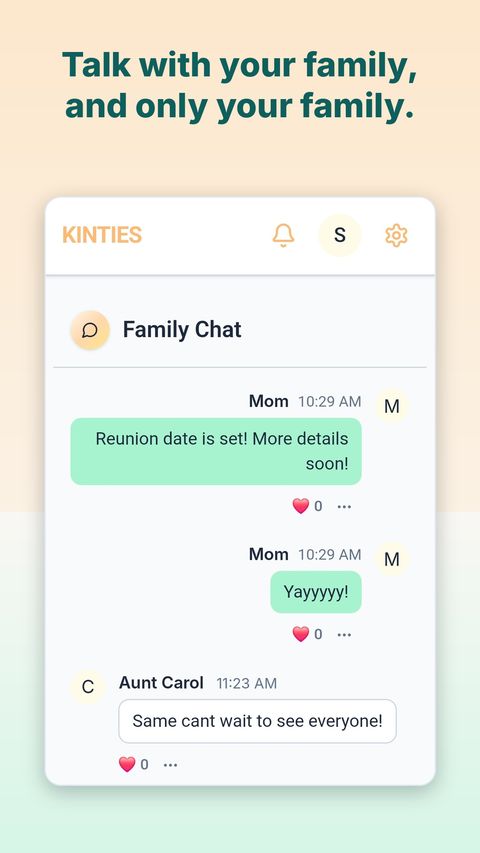 Talk with your family,
and only your family.
KINTIES
S
Family Chat
Mom 10:29 AM
M
Reunion date is set! More details
soon!
❤️ 0 ...
Mom 10:29 AM
M
Yayyyyy!
❤️ 0 ...
C
Aunt Carol 11:23 AM
Same cant wait to see everyone!
❤️ 0 ...